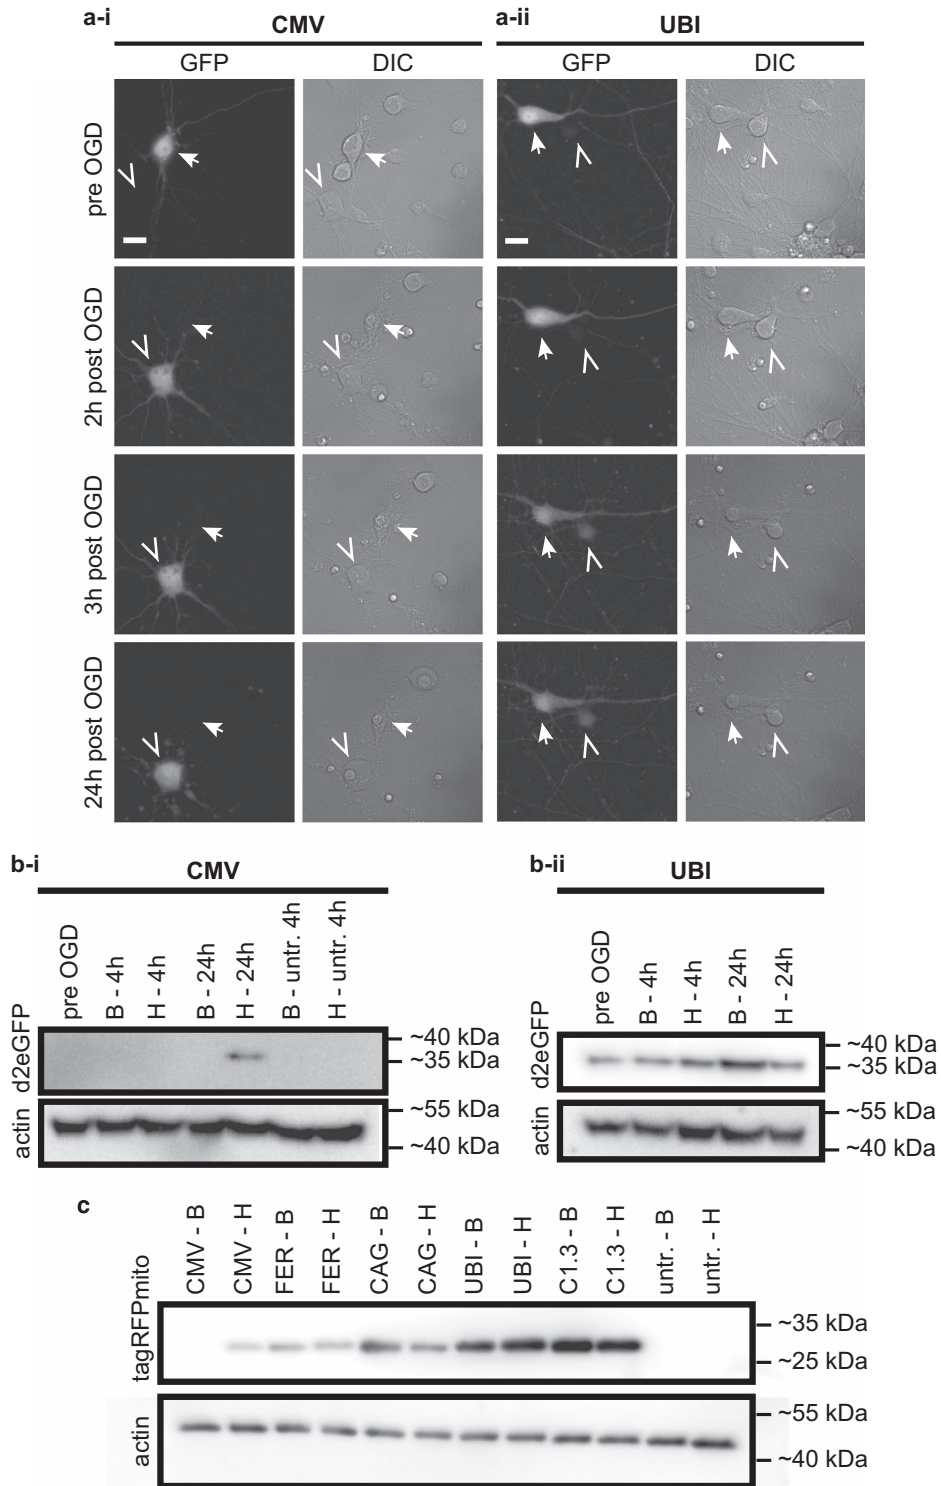 a-i CMV a-ii UBI
GFP DIC GFP DIC
pre OGD
2h post OGD
3h post OGD
24h post OGD
b-i CMV b-ii UBI
pre OGD B - 4h H - 4h B - 24h H - 24h B - untr. 4h H - untr. 4h
pre OGD B - 4h H - 4h B - 24h H - 24h
d2eGFP ~40 kDa ~35 kDa
d2eGFP ~40 kDa ~35 kDa
actin ~55 kDa ~40 kDa
actin ~55 kDa ~40 kDa
c
CMV - B CMV - H FER - B FER - H CAG - B CAG - H UBI - B UBI - H C1.3 - B C1.3 - H untr. - B untr. - H
tagRFPmito ~35 kDa ~25 kDa
actin ~55 kDa ~40 kDa